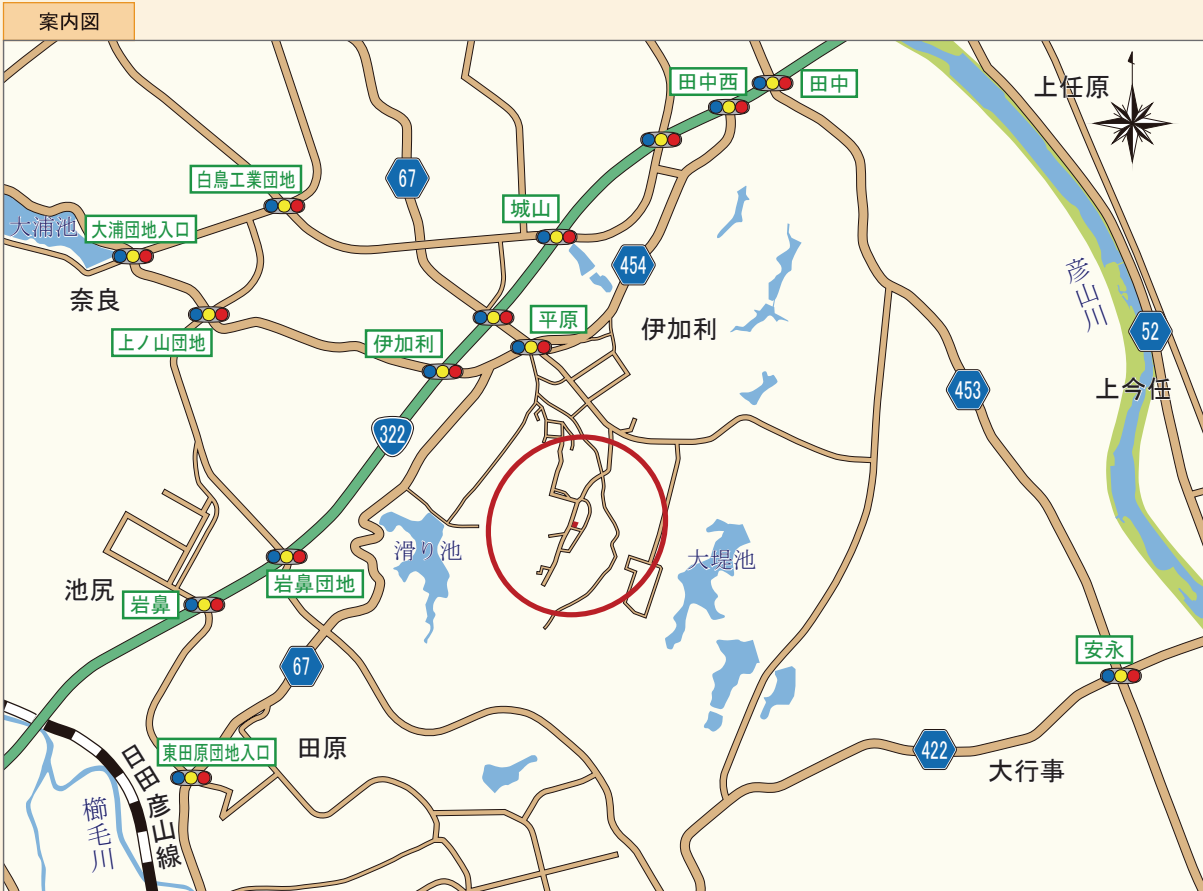 案内図
田中西
田中
上任原
白鳥工業団地
67
城山
大浦池
大浦団地入口
454
彦山川
奈良
平原
伊加利
52
上ノ山団地
伊加利
453
上今任
322
滑り池
大堤池
岩鼻団地
池尻
岩鼻
安永
67
東田原団地入口
田原
422
大行事
日田彦山線
櫛毛川